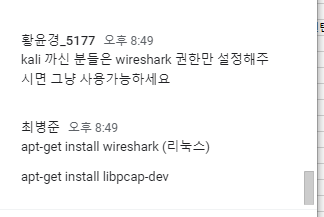 황윤경_5177 오후 8:49
kali 까신 분들은 wireshark 권한만 설정해주
시면 그냥 사용가능하세요
최병준 오후 8:49
apt-get install wireshark (리눅스)
apt-get install libpcap-dev